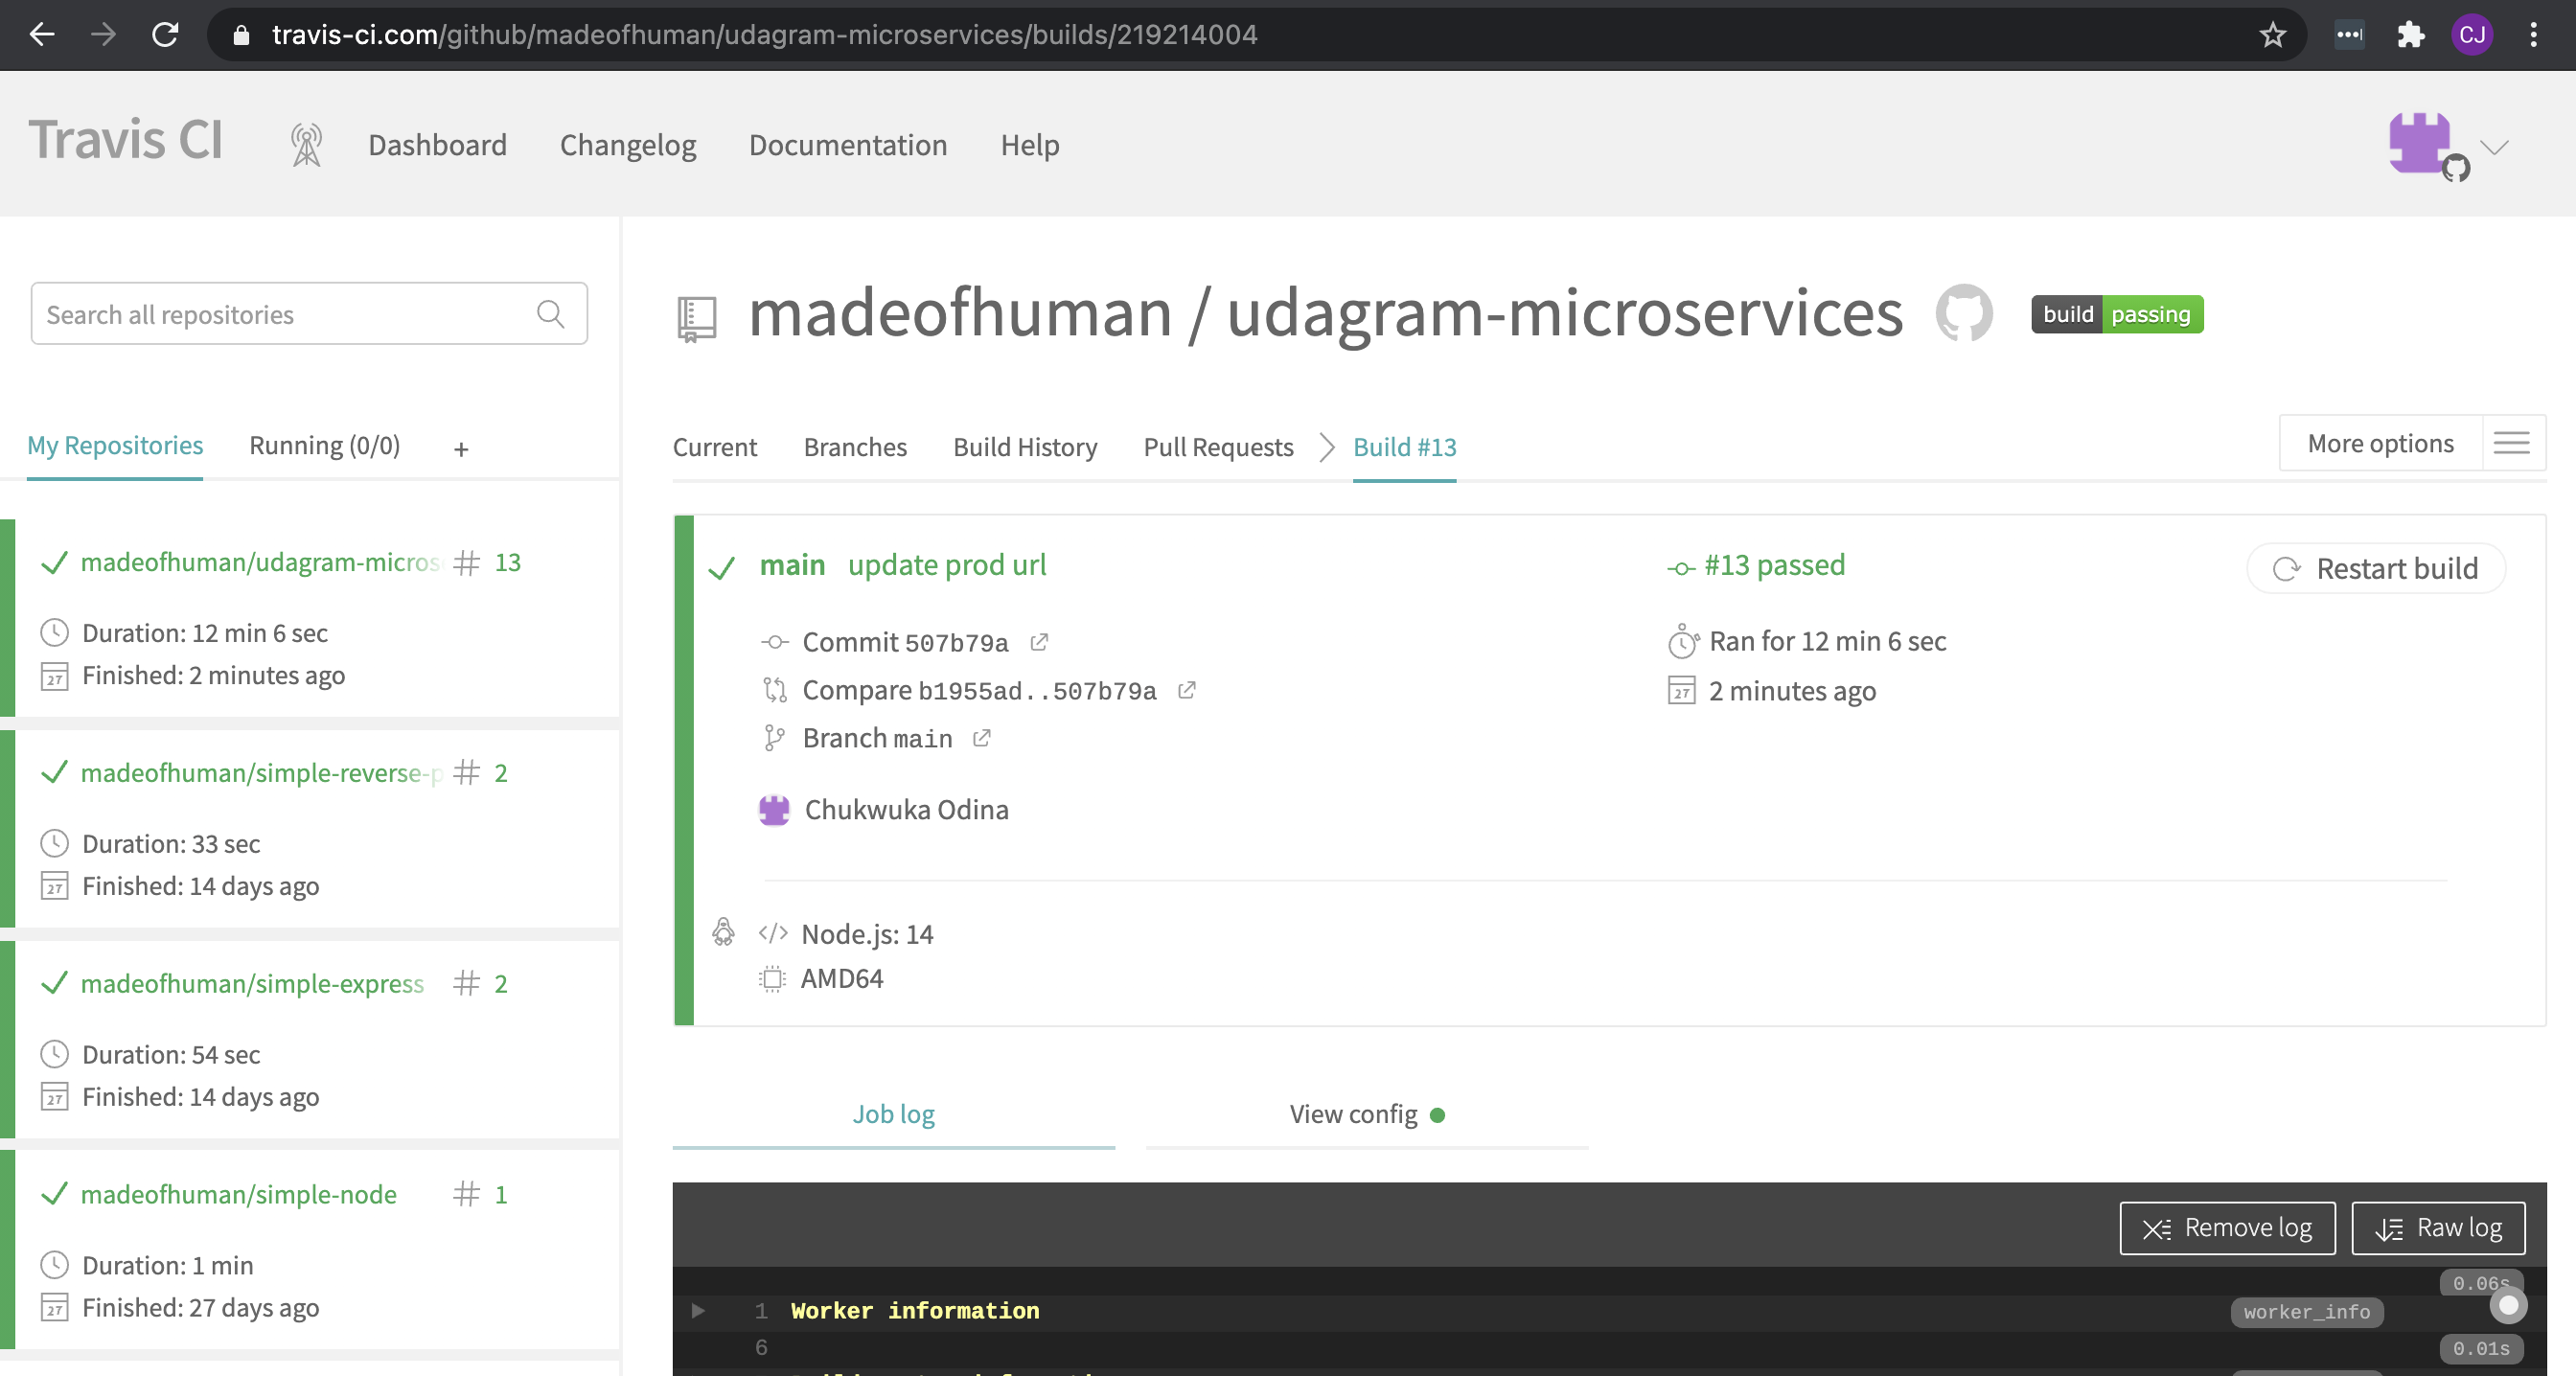 travis-ci.com/github/madeofhuman/udagram-microservices/builds/219214004
CJ
Travis CI
Dashboard
Changelog
Documentation
Help
Search all repositories
My Repositories
Running (0/0)
+
madeofhuman/udagram-micros
# 13
Duration: 12 min 6 sec
27 Finished: 2 minutes ago
madeofhuman/simple-reverse-p
# 2
Duration: 33 sec
27 Finished: 14 days ago
madeofhuman/simple-express
# 2
Duration: 54 sec
27 Finished: 14 days ago
madeofhuman/simple-node
# 1
Duration: 1 min
27 Finished: 27 days ago
madeofhuman / udagram-microservices
build passing
Current
Branches
Build History
Pull Requests
Build #13
More options
main update prod url
Commit 507b79a
Compare b1955ad..507b79a
Branch main
Chukwuka Odina
#13 passed
Ran for 12 min 6 sec
27 2 minutes ago
Restart build
</> Node.js: 14
AMD64
Job log
View config
Remove log
Raw log
0.06s
1 Worker information
worker_info
6
0.01s